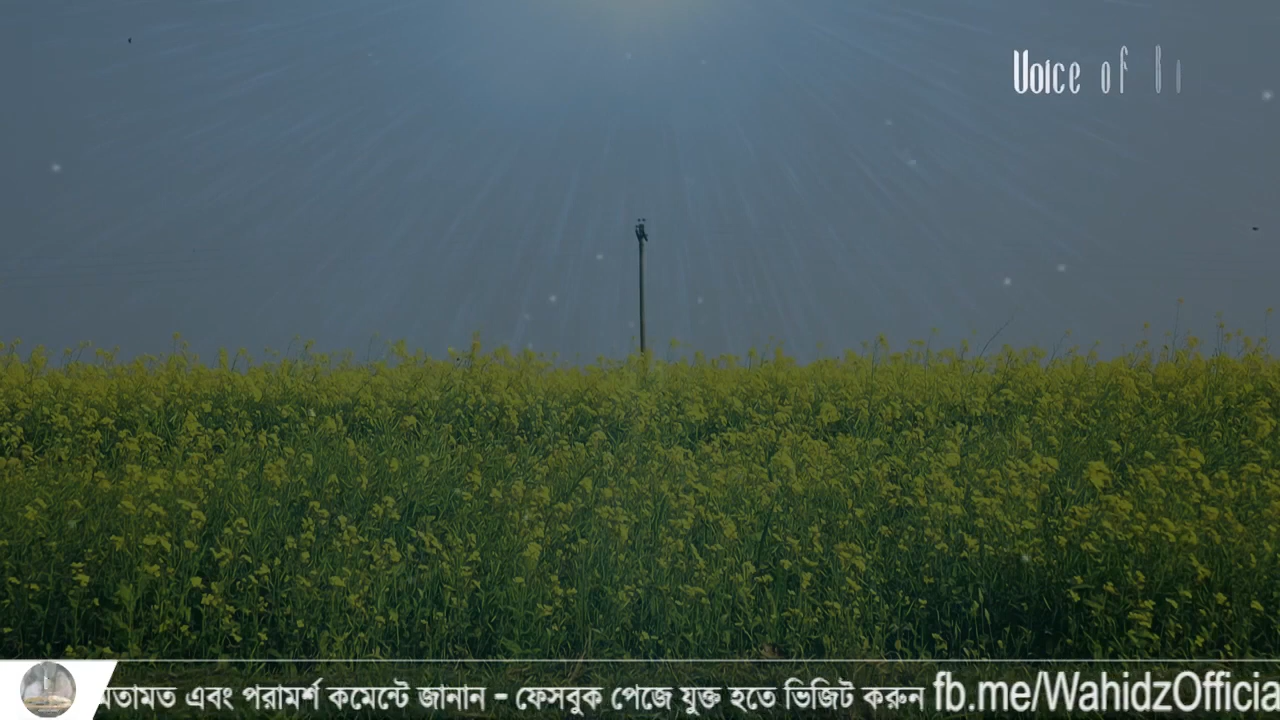 Voice of
মতামত এবং পরামর্শ কমেন্টে জানান - ফেসবুক পেজে যুক্ত হতে ভিজিট করুন fb.me/WahidzOfficia